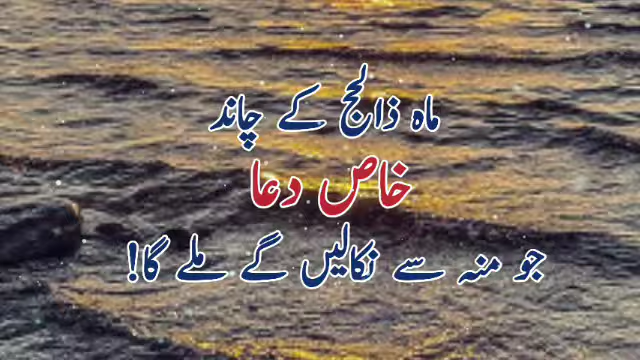 ماہ ذالحج کے چاند
خاص دعا
جو منہ سے نکالیں گے ملے گا!